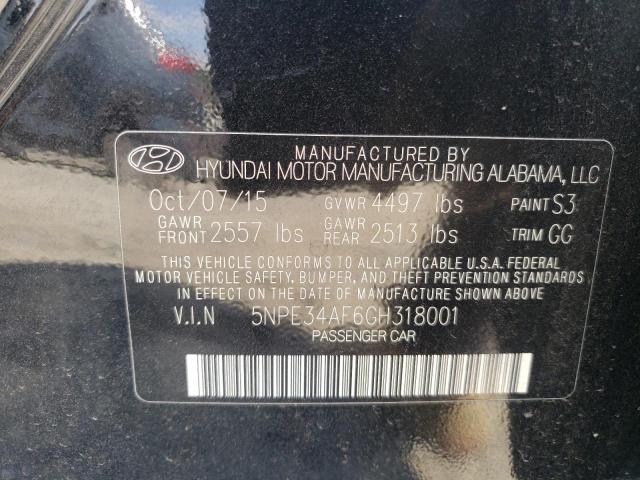 MANUFACTURED BY
HYUNDAI MOTOR MANUFACTURING ALABAMA, LLC
Oct/07/15 GVWR 4497 lbs PAINT S3
GAWR FRONT 2557 lbs GAWR REAR 2513 lbs TRIM GG
THIS VEHICLE CONFORMS TO ALL APPLICABLE U.S.A. FEDERAL
MOTOR VEHICLE SAFETY, BUMPER, AND THEFT PREVENTION
STANDARDS IN EFFECT ON THE DATE OF MANUFACTURE SHOWN ABOVE.
V.I.N 5NPE34AF6GH318001
PASSENGER CAR